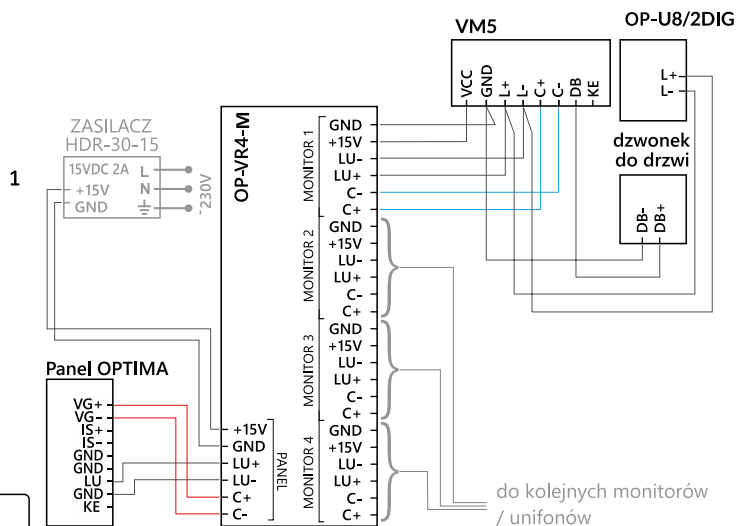 VM5
OP-U8/2DIG
VCC
GND
L+
L-
C+
C-
DB
KE
L+
L-
dzwonek
do drzwi
DB-
DB+
ZASILACZ
HDR-30-15
15VDC 2A
L
+15V
N
GND
~230V
1
OP-VR4-M
MONITOR 1
GND
+15V
LU-
LU+
C-
C+
MONITOR 2
GND
+15V
LU-
LU+
C-
C+
MONITOR 3
GND
+15V
LU-
LU+
C-
C+
MONITOR 4
GND
+15V
LU-
LU+
C-
C+
Panel OPTIMA
VG+
VG-
IS+
IS-
GND
GND
LU
GND
KE
PANEL
+15V
GND
LU+
LU-
C+
C-
do kolejnych monitorów
/ unifonów